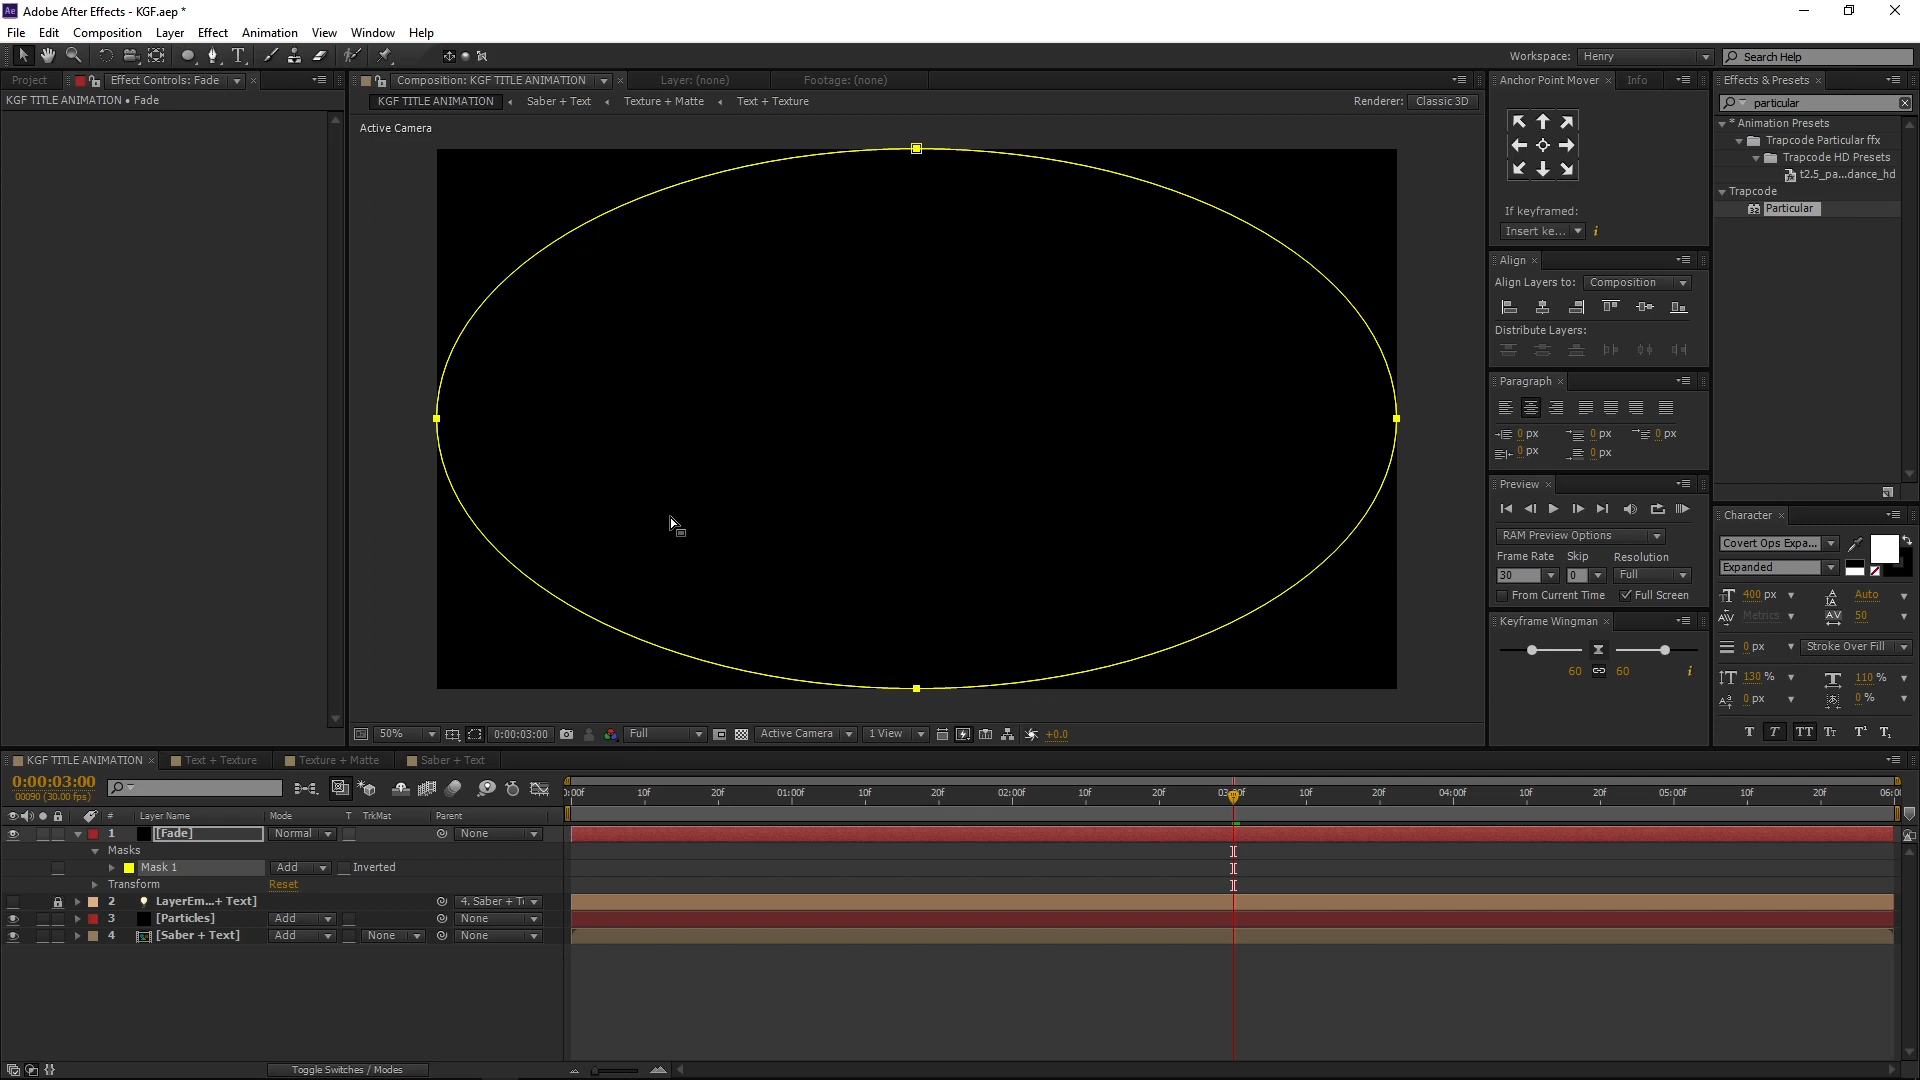 Ae Adobe After Effects - KGF.aep *
File Edit Composition Layer Effect Animation View Window Help
Workspace: Henry Search Help
Project Effect Controls: Fade Composition: KGF TITLE ANIMATION Layer: (none) Footage: (none) Anchor Point Mover Info Effects & Presets
KGF TITLE ANIMATION • Fade KGF TITLE ANIMATION Saber + Text Texture + Matte Text + Texture Renderer: Classic 3D particular
Active Camera
* Animation Presets
Trapcode Particular ffx
Trapcode HD Presets
t2.5_pa...dance_hd
Trapcode
Particular
If keyframed:
Insert ke...
Align
Align Layers to: Composition
Distribute Layers:
Paragraph
0 px 0 px 0 px
0 px 0 px
Preview
RAM Preview Options
Frame Rate Skip Resolution
30 0 Full
From Current Time Full Screen
Keyframe Wingman
60 60
Character
Covert Ops Expa...
Expanded
400 px Auto
Metrics 50
0 px Stroke Over Fill
130 % 110 %
0 px 0 %
T T TT Tr T¹ T₁
50% 0:00:03:00 Full Active Camera 1 View +0.0
KGF TITLE ANIMATION Text + Texture Texture + Matte Saber + Text
0:00:03:00
00090 (30.00 fps)
:00f 10f 20f 01:00f 10f 20f 02:00f 10f 20f 03:00f 10f 20f 04:00f 10f 20f 05:00f 10f 20f 06:00
# Layer Name Mode T TrkMat Parent
1 [Fade] Normal None
Masks
Mask 1 Add Inverted
Transform Reset
2 LayerEm...+ Text] 4. Saber + Te
3 [Particles] Add None
4 [Saber + Text] Add None None
Toggle Switches / Modes